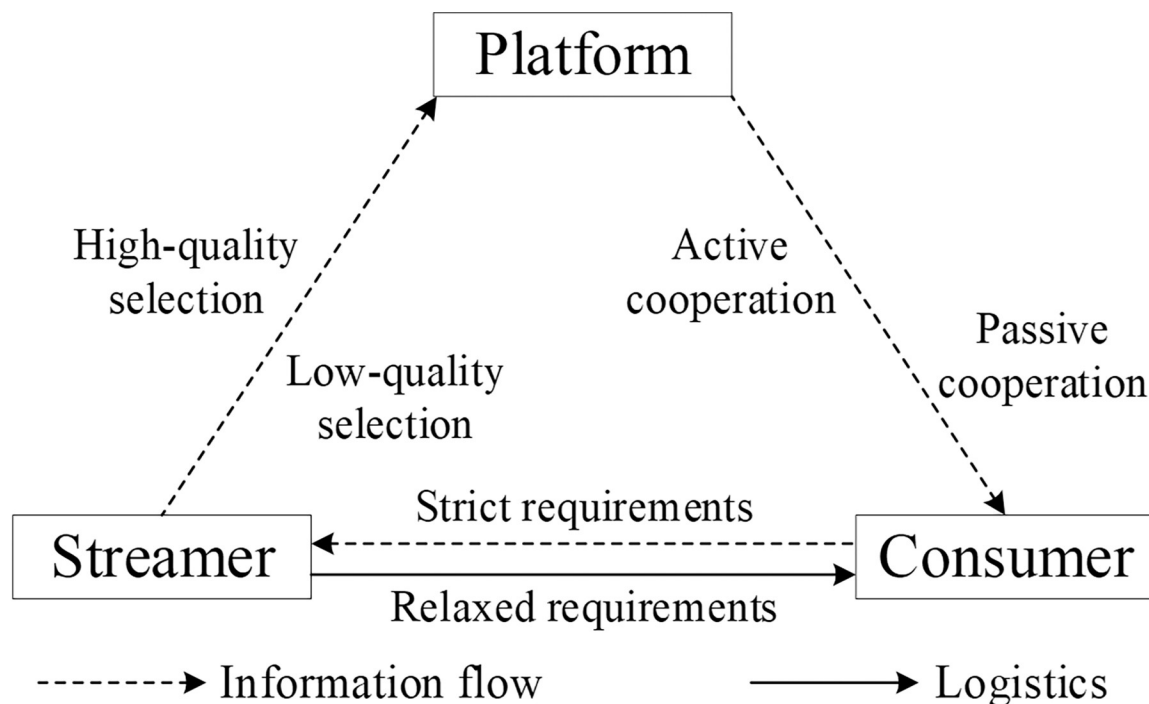 Platform
High-quality
selection
Active
cooperation
Low-quality
selection
Passive
cooperation
Strict requirements
Streamer
Consumer
Relaxed requirements
Information flow
Logistics